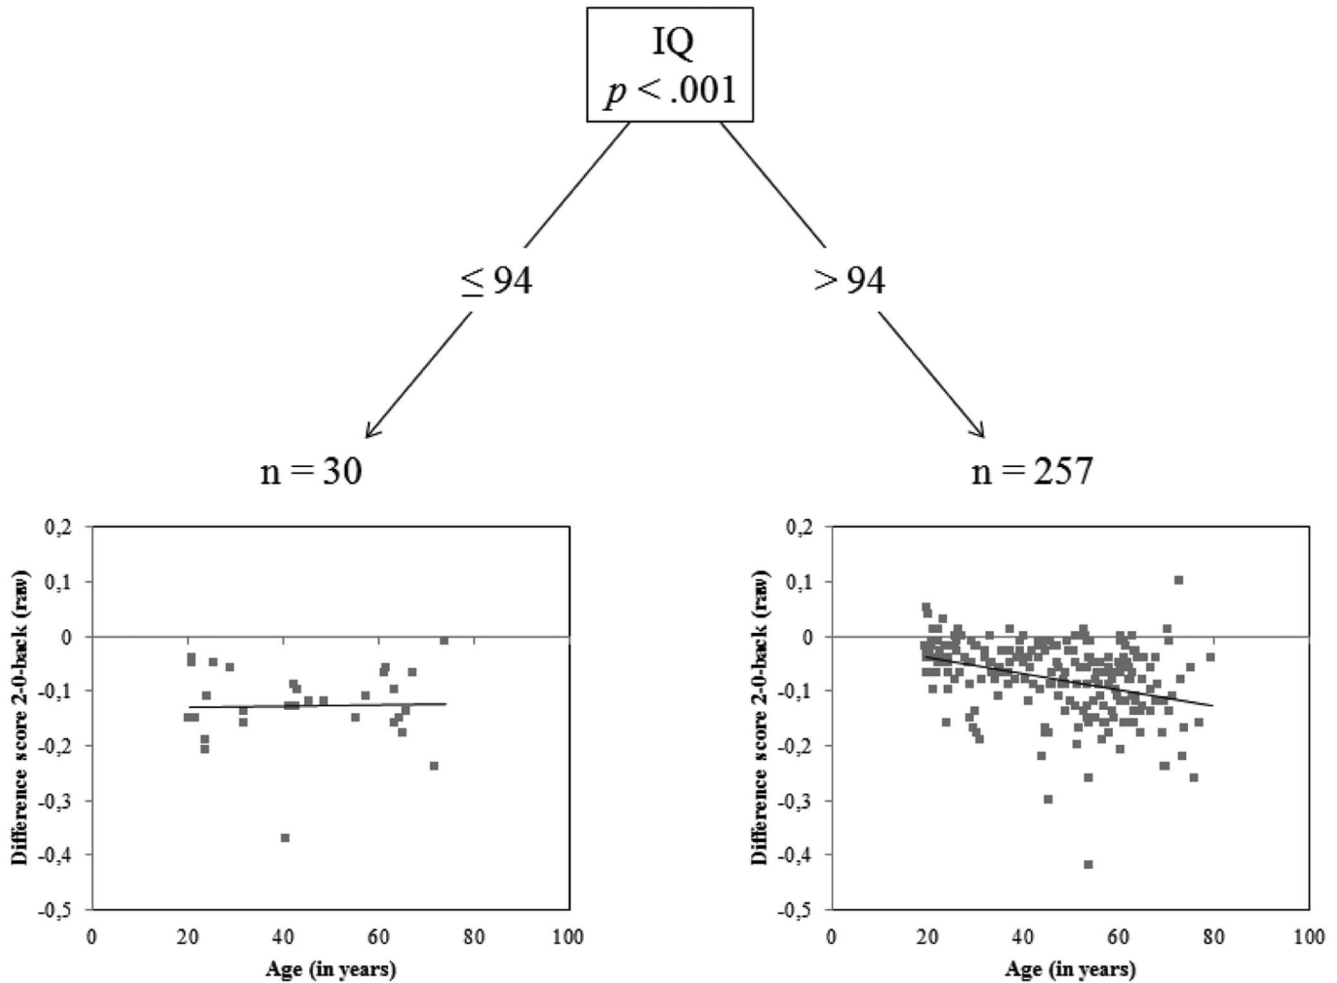 IQ
p < .001
≤ 94
> 94
n = 30
n = 257
Difference score 2-0-back (raw)
0,2
0,1
0
-0,1
-0,2
-0,3
-0,4
-0,5
0 20 40 60 80 100
Age (in years)
Difference score 2-0-back (raw)
0,2
0,1
0
-0,1
-0,2
-0,3
-0,4
-0,5
0 20 40 60 80 100
Age (in years)